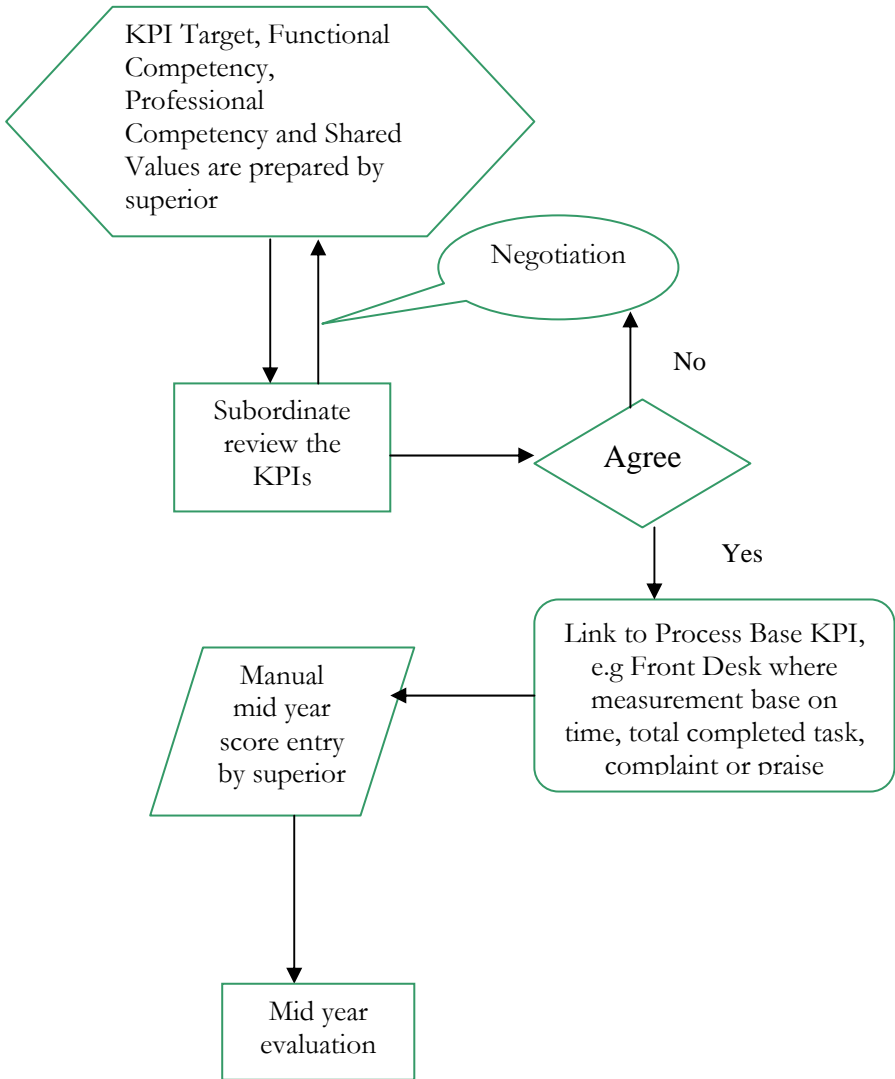 KPI Target, Functional
Competency,
Professional
Competency and Shared
Values are prepared by
superior
Negotiation
No
Subordinate
review the
KPIs
Agree
Yes
Link to Process Base KPI,
e.g Front Desk where
measurement base on
time, total completed task,
complaint or praise
Manual
mid year
score entry
by superior
Mid year
evaluation